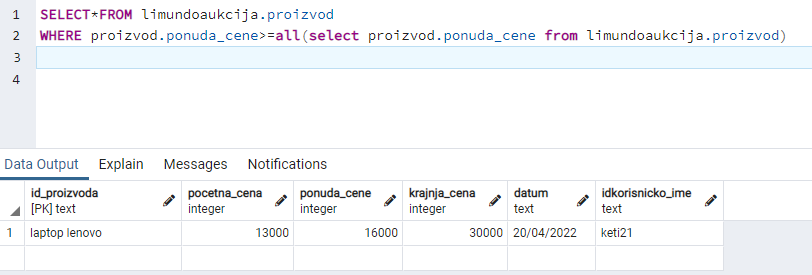 1 SELECT*FROM limundoaukcija.proizvod
2 WHERE proizvod.ponuda_cene>=all(select proizvod.ponuda_cene from limundoaukcija.proizvod)
3
4
Data Output Explain Messages Notifications
id_proizvoda pocetna_cena ponuda_cene krajnja_cena datum idkorisnicko_ime
[PK] text integer integer integer text text
1 laptop lenovo 13000 16000 30000 20/04/2022 keti21